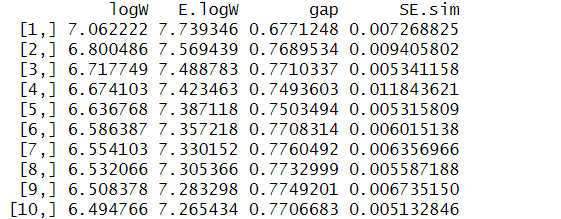 logW E.logW gap SE.sim
[1,] 7.062222 7.739346 0.6771248 0.007268825
[2,] 6.800486 7.569439 0.7689534 0.009405802
[3,] 6.717749 7.488783 0.7710337 0.005341158
[4,] 6.674103 7.423463 0.7493603 0.011843621
[5,] 6.636768 7.387118 0.7503494 0.005315809
[6,] 6.586387 7.357218 0.7708314 0.006015138
[7,] 6.554103 7.330152 0.7760492 0.006356966
[8,] 6.532066 7.305366 0.7732999 0.005587188
[9,] 6.508378 7.283298 0.7749201 0.006735150
[10,] 6.494766 7.265434 0.7706683 0.005132846